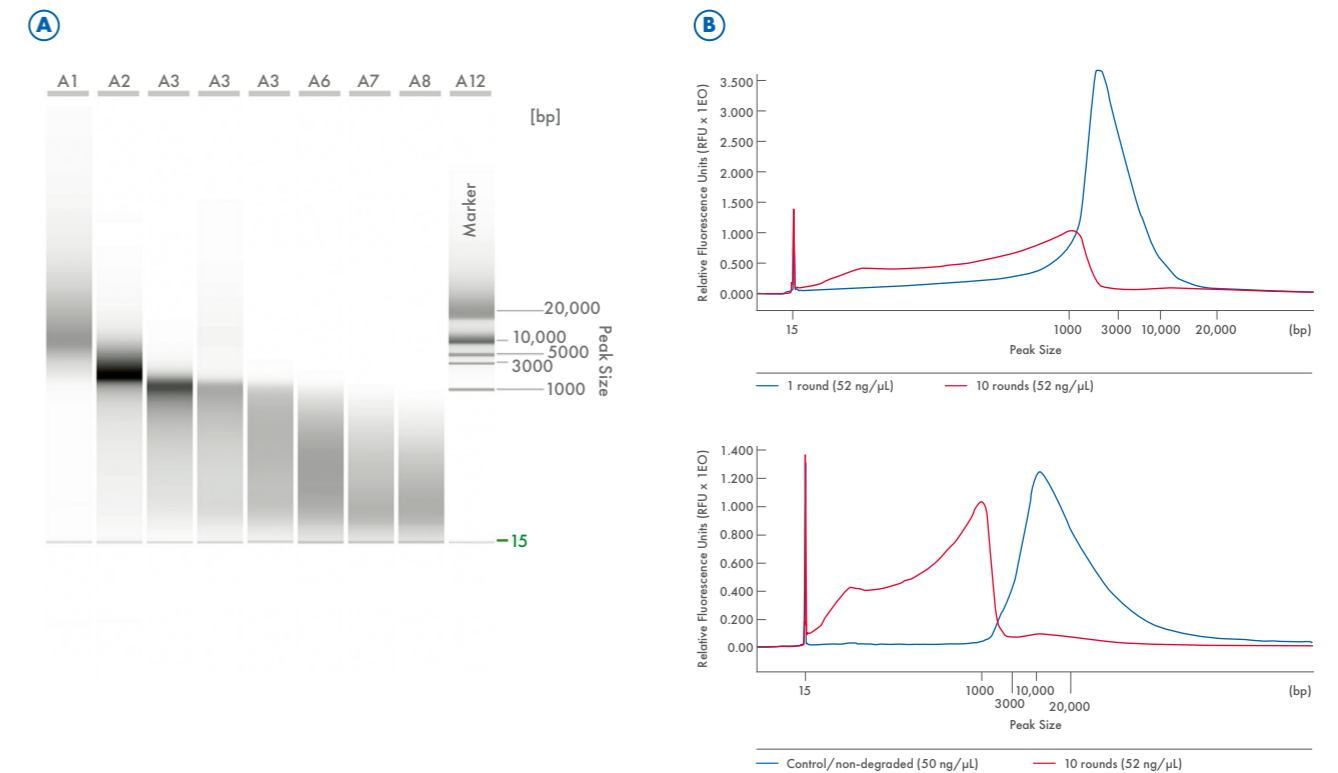 A
A1 A2 A3 A3 A3 A6 A7 A8 A12
[bp]
Marker
20,000
10,000
5000
3000
1000
Peak Size
15
B
Relative Fluorescence Units (RFU x 1EO)
3.500
3.000
2.500
2.000
1.500
1.000
0.500
0.000
15 1000 3000 10,000 20,000 (bp)
Peak Size
1 round (52 ng/µL) 10 rounds (52 ng/µL)
Relative Fluorescence Units (RFU x 1EO)
1.400
1.200
1.000
0.800
0.600
0.400
0.200
0.00
15 1000 10,000 (bp)
3000 20,000
Peak Size
Control/non-degraded (50 ng/µL) 10 rounds (52 ng/µL)